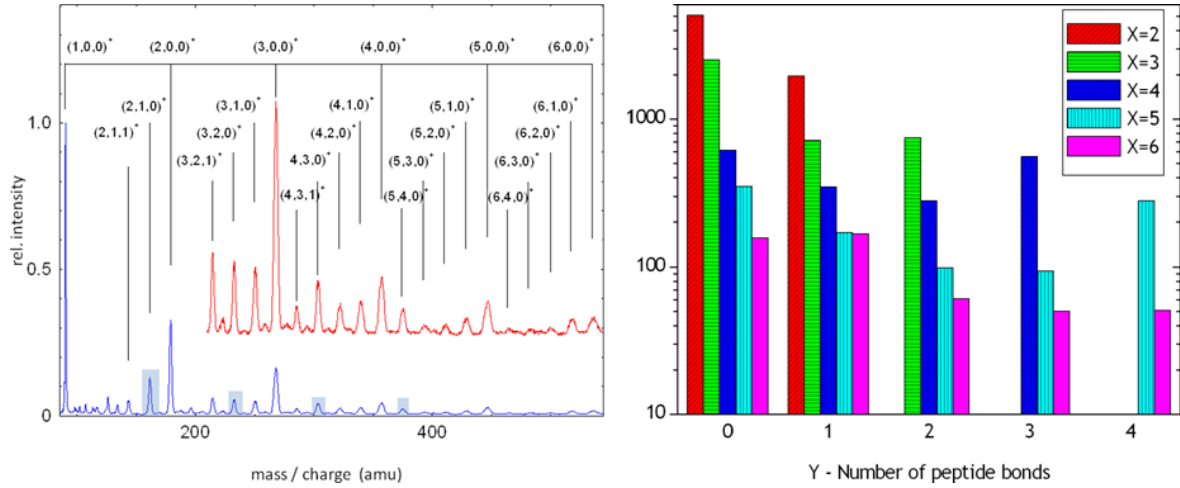 (1.0.0)⁺ (2.0.0)⁺ (3.0.0)⁺ (4.0.0)⁺ (5.0.0)⁺ (6.0.0)⁺
(2,1,0)⁺ (3,1.0)⁺ (4,1.0)⁺ (5,1.0)⁺ (6,1.0)⁺
(2,1,1)⁺ (3,2.0)⁺ (4,2.0)⁺ (5,2.0)⁺ (6,2.0)⁺
(3,2,1)⁺ 4,3.0)⁺ (5,3.0)⁺ (6,3.0)⁺
(4,3,1)⁺ (5,4,0)⁺ (6,4.0)⁺
1.0
0.5
0
rel. intensity
200 400
mass / charge (amu)
1000
100
10
X=2
X=3
X=4
X=5
X=6
0 1 2 3 4
Y - Number of peptide bonds